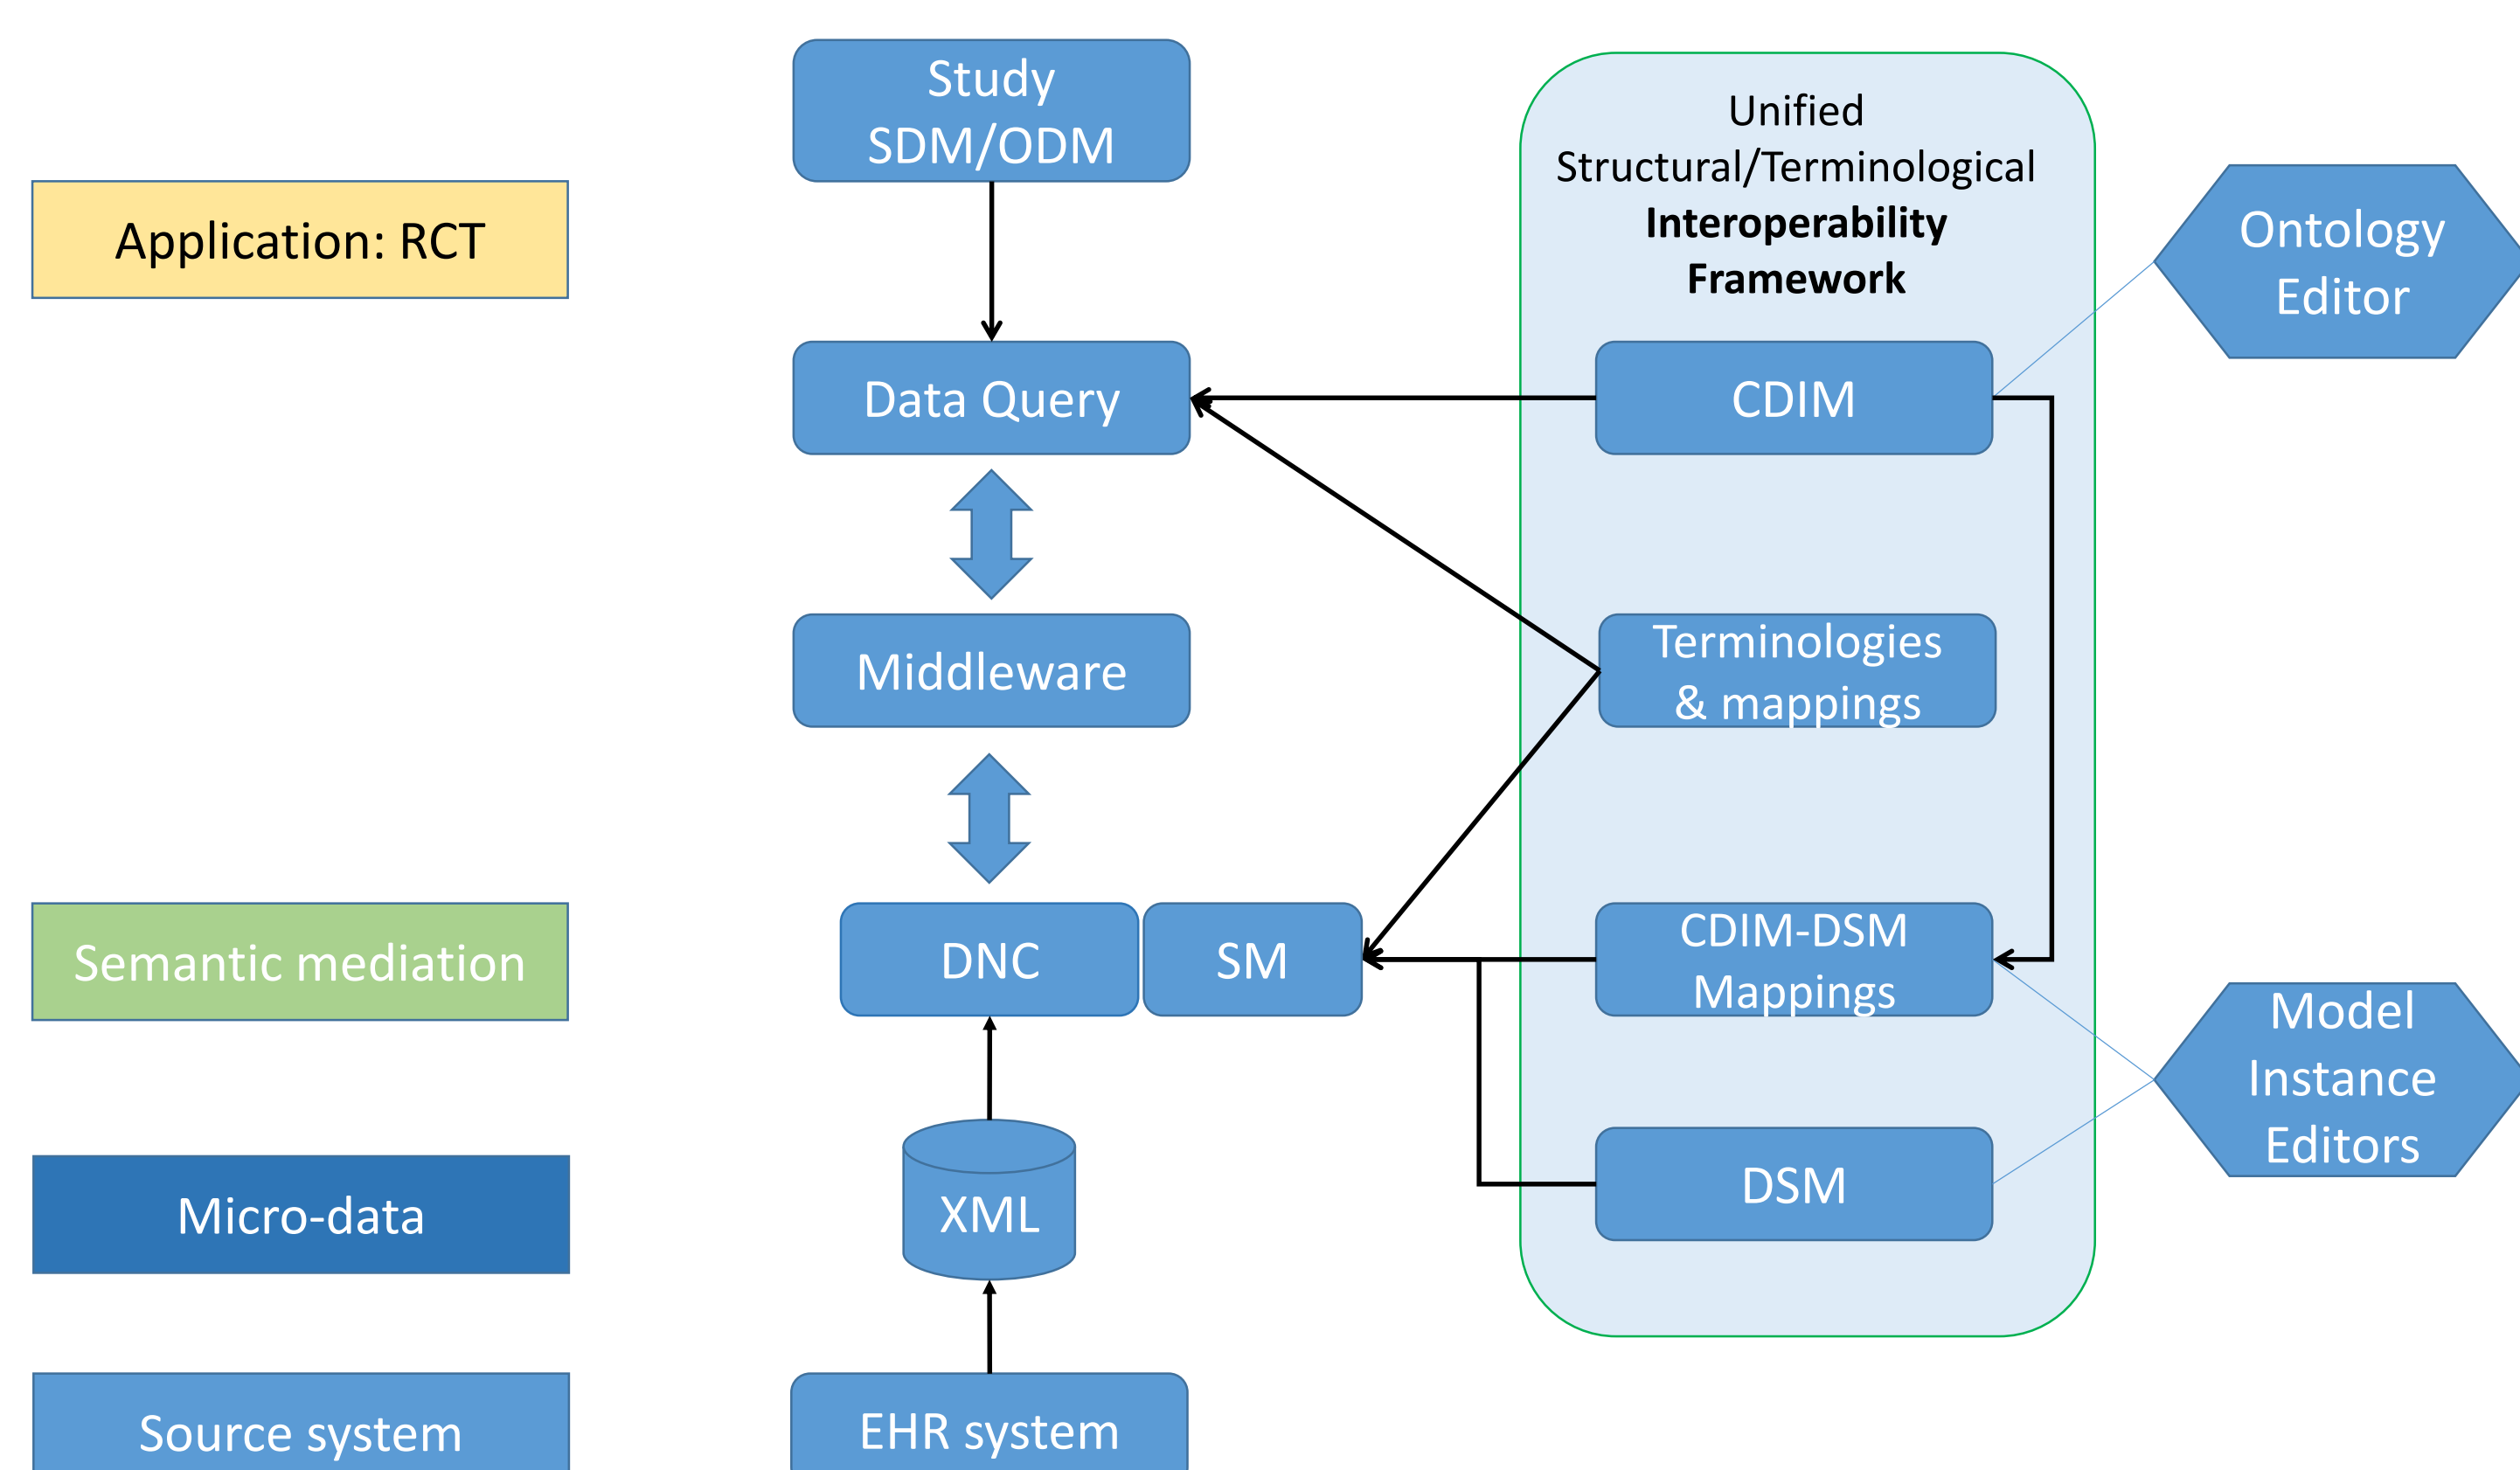 Study
SDM/ODM
Unified
Structural/Terminological
Interoperability
Framework
Application: RCT
Ontology
Editor
Data Query
CDIM
Middleware
Terminologies
& mappings
Semantic mediation
DNC
SM
CDIM-DSM
Mappings
Model
Instance
Editors
Micro-data
XML
DSM
Source system
EHR system